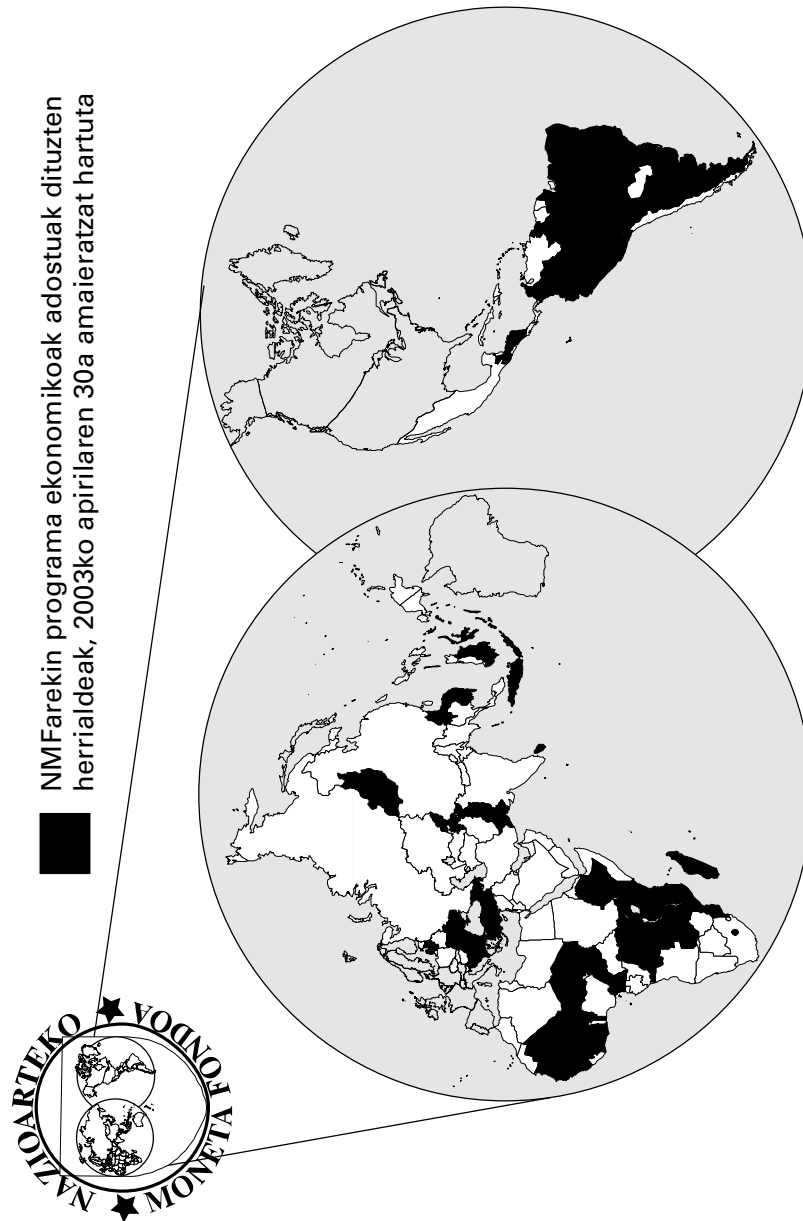 NMFarekin programa ekonomikoak adostuak dituzten
herrialdeak, 2003ko apirilaren 30a amaieratzat hartuta
NAZIOARTEKO
MONETA FONDOA